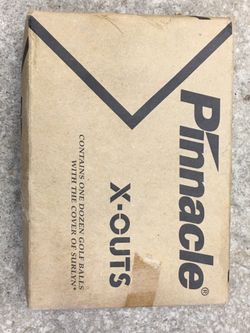 Pinnacle®
X-OUTS
CONTAINS ONE DOZEN GOLF BALLS
WITH THE COVER OF SURLYN®